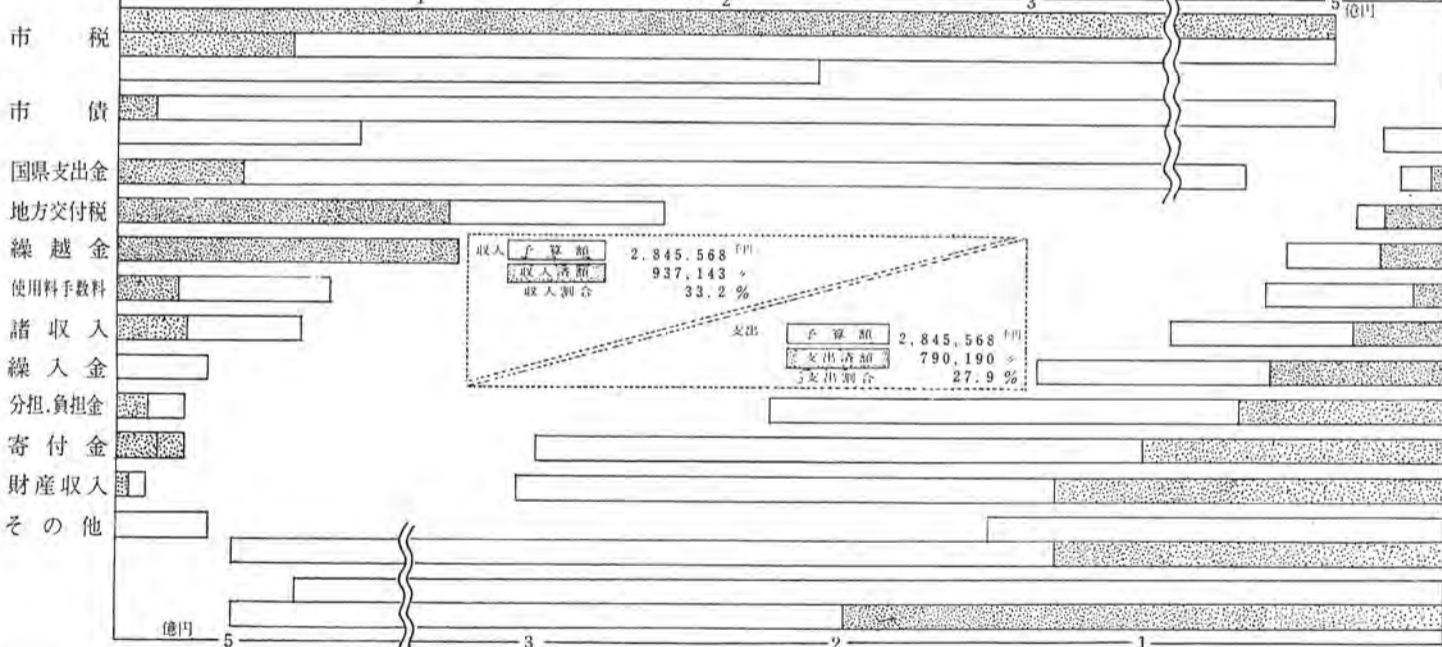 1 2 3 5 億円
市税
市債
国県支出金
地方交付税
繰越金
使用料手数料
諸収入
繰入金
分担.負担金
寄付金
財産収入
その他
収入 予算額 2.845.568 千円
収入済額 937,143 〃
収入割合 33.2 %
支出 予算額 2,845,568 千円
支出済額 790,190 〃
支出割合 27.9 %
億円 5 3 2 1